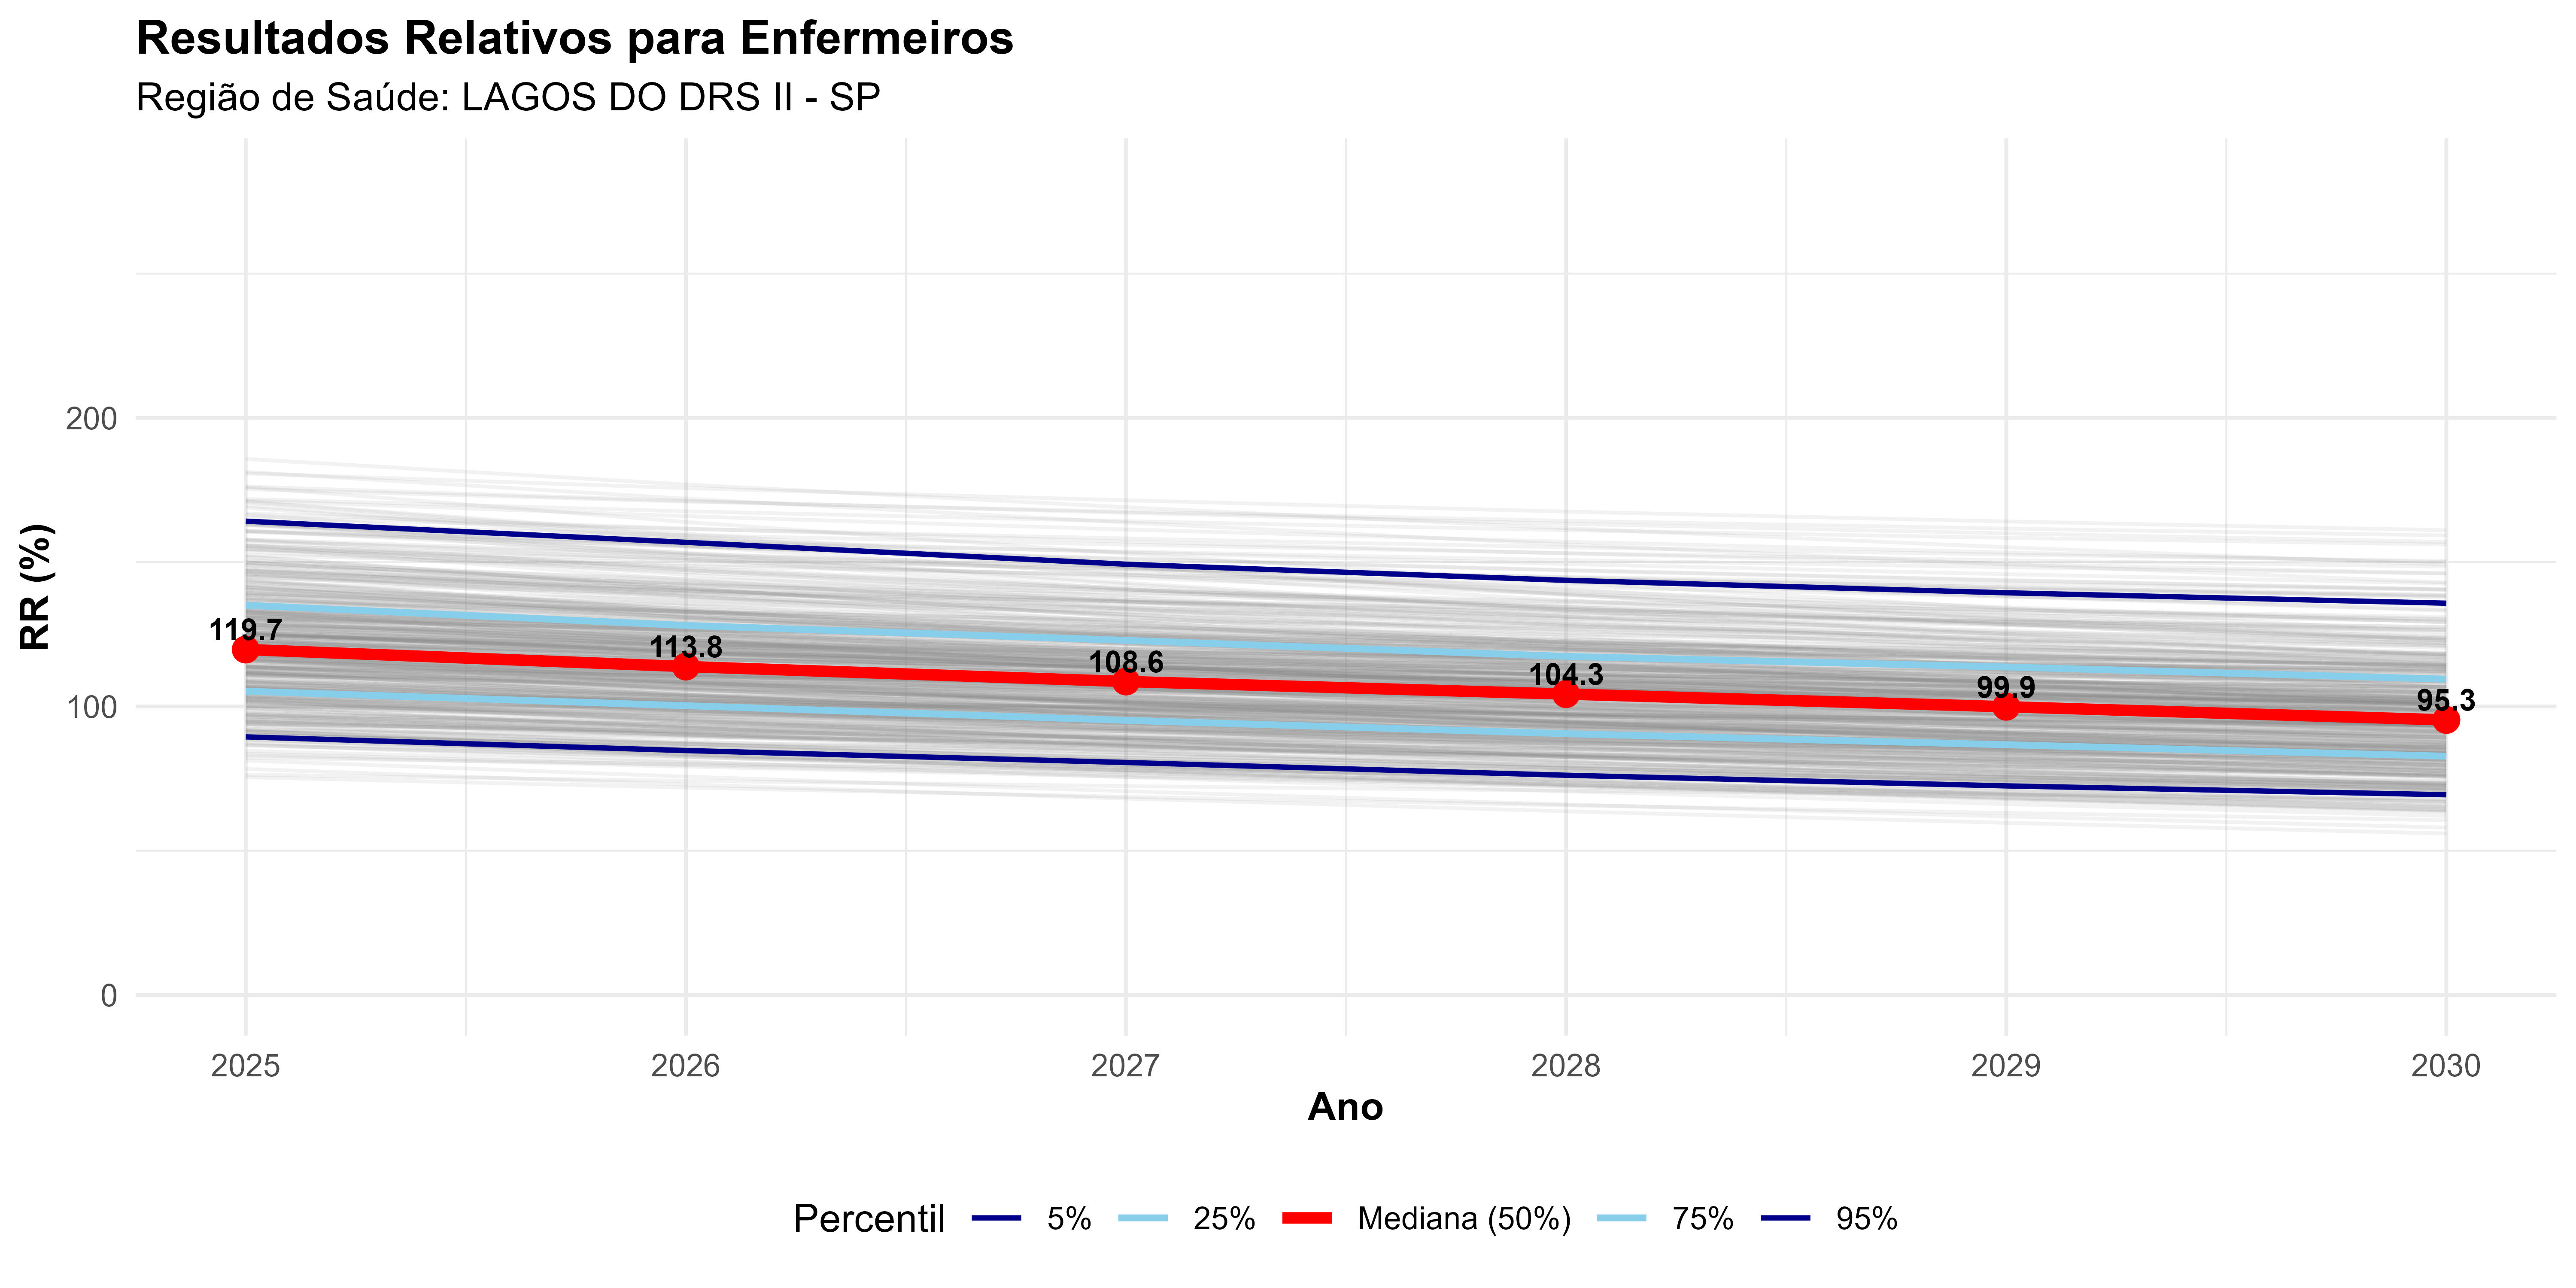 Resultados Relativos para Enfermeiros
Região de Saúde: LAGOS DO DRS II - SP
RR (%)
200
100
0
119.7
113.8
108.6
104.3
99.9
95.3
2025 2026 2027 2028 2029 2030
Ano
Percentil 5% 25% Mediana (50%) 75% 95%